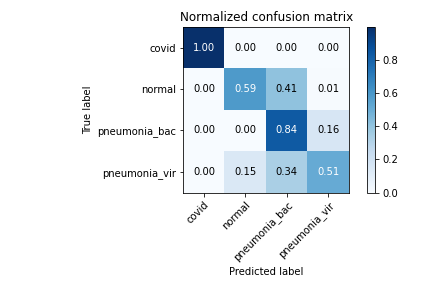 Normalized confusion matrix
True label
covid
1.00 0.00 0.00 0.00
normal
0.00 0.59 0.41 0.01
pneumonia_bac
0.00 0.00 0.84 0.16
pneumonia_vir
0.00 0.15 0.34 0.51
covid
normal
pneumonia_bac
pneumonia_vir
Predicted label
0.8
0.6
0.4
0.2
0.0